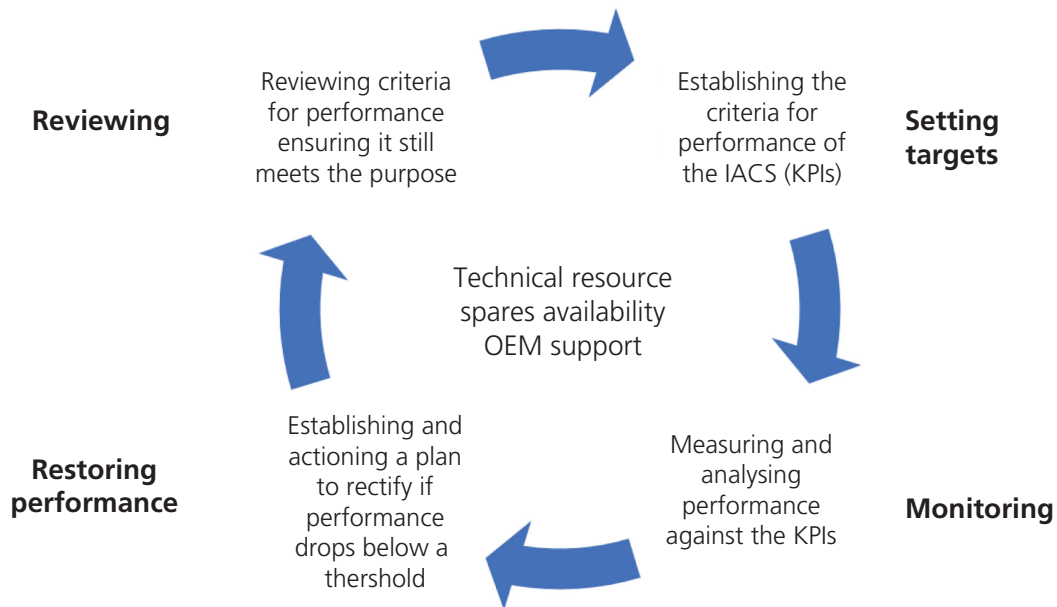 Reviewing
Reviewing criteria
for performance
ensuring it still
meets the purpose
Establishing the
criteria for
performance of
the IACS (KPIs)
Setting
targets
Technical resource
spares availability
OEM support
Restoring
performance
Establishing and
actioning a plan
to rectify if
performance
drops below a
thershold
Measuring and
analysing
performance
against the KPIs
Monitoring